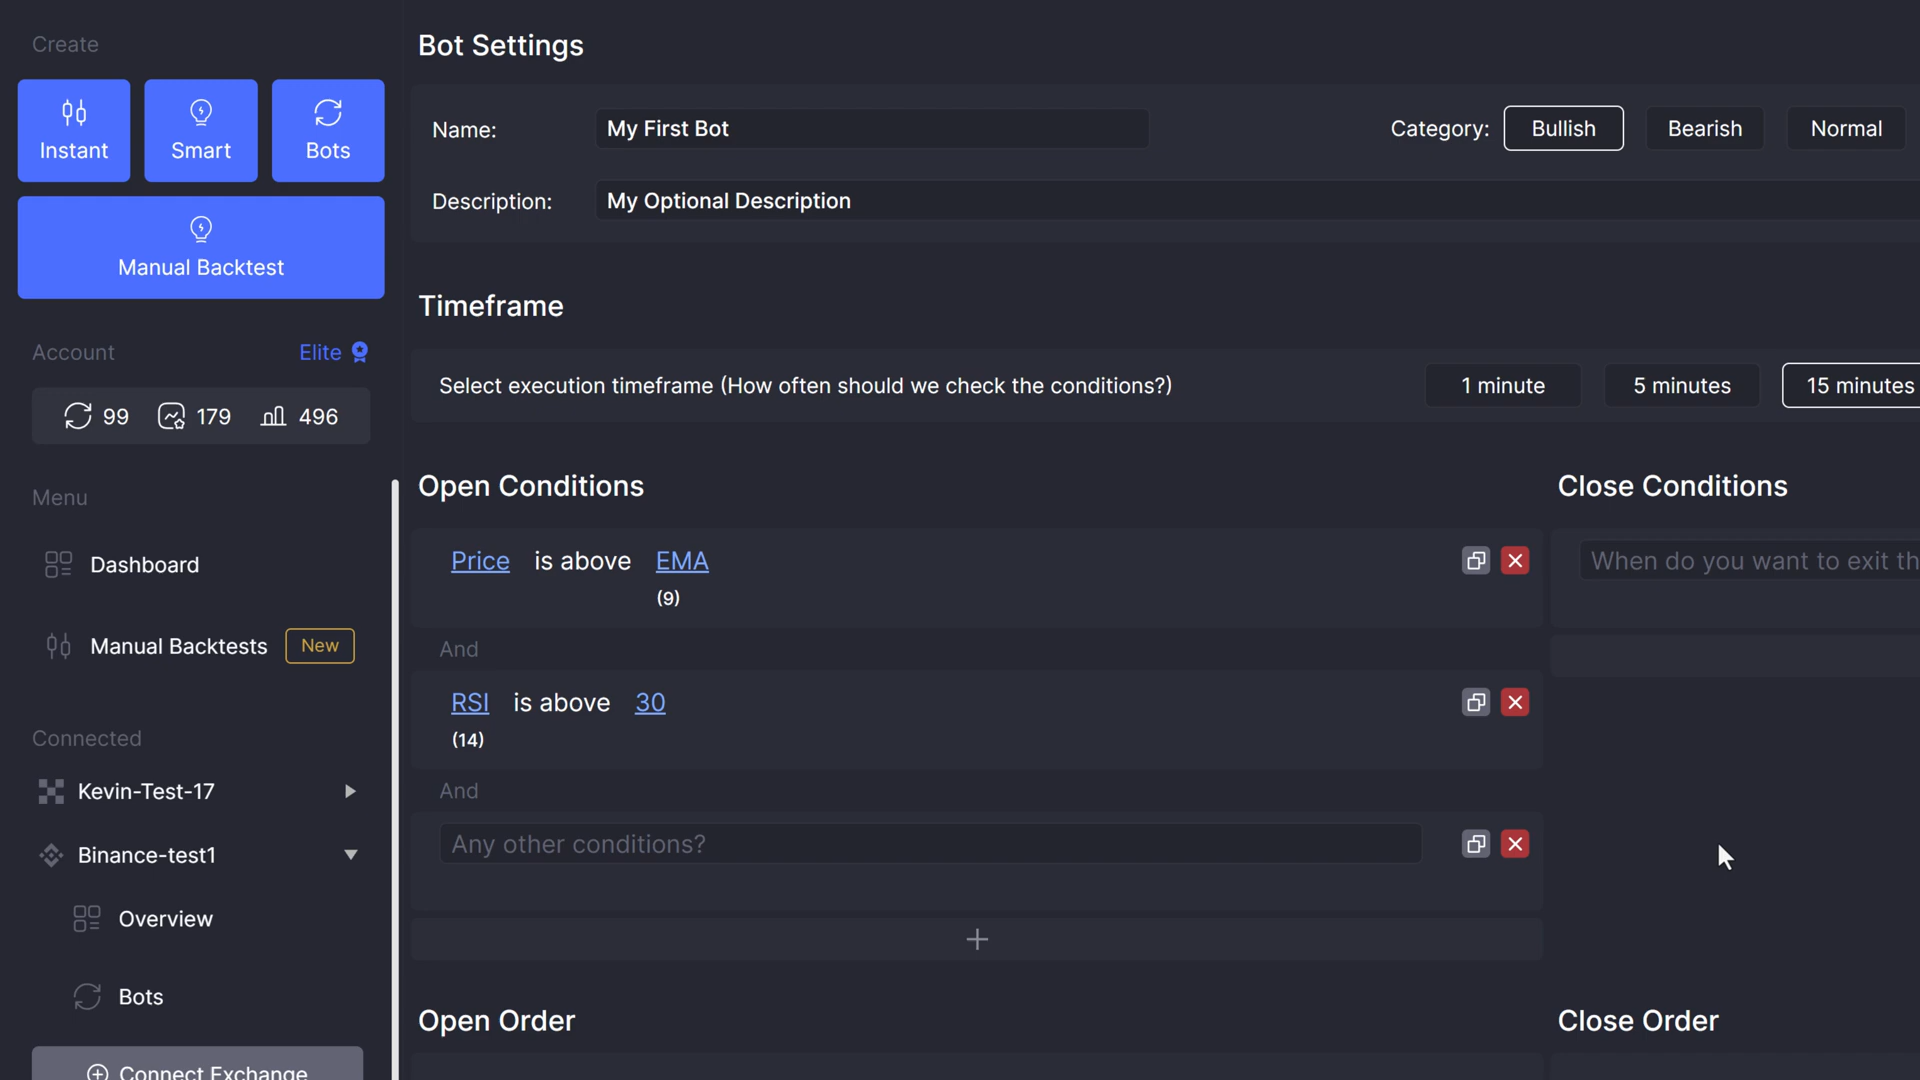 Create
Instant
Smart
Bots
Manual Backtest
Account
Elite
99
179
496
Menu
Dashboard
Manual Backtests
New
Connected
Kevin-Test-17
Binance-test1
Overview
Bots
Connect Exchange
Bot Settings
Name:
My First Bot
Category:
Bullish
Bearish
Normal
Description:
My Optional Description
Timeframe
Select execution timeframe (How often should we check the conditions?)
1 minute
5 minutes
15 minutes
Open Conditions
Price is above EMA
(9)
And
RSI is above 30
(14)
And
Any other conditions?
Open Order
Close Conditions
When do you want to exit th
Close Order